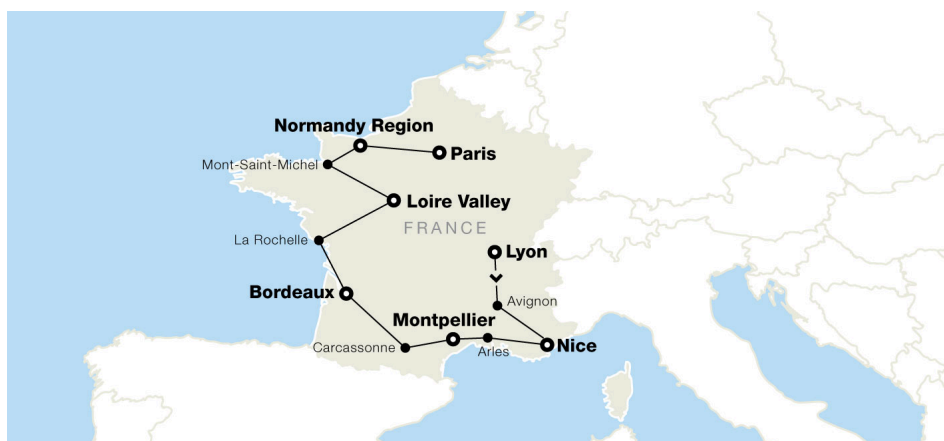 Normandy Region
Paris
Mont-Saint-Michel
Loire Valley
FRANCE
La Rochelle
Lyon
Bordeaux
Avignon
Montpellier
Carcassonne
Arles
Nice